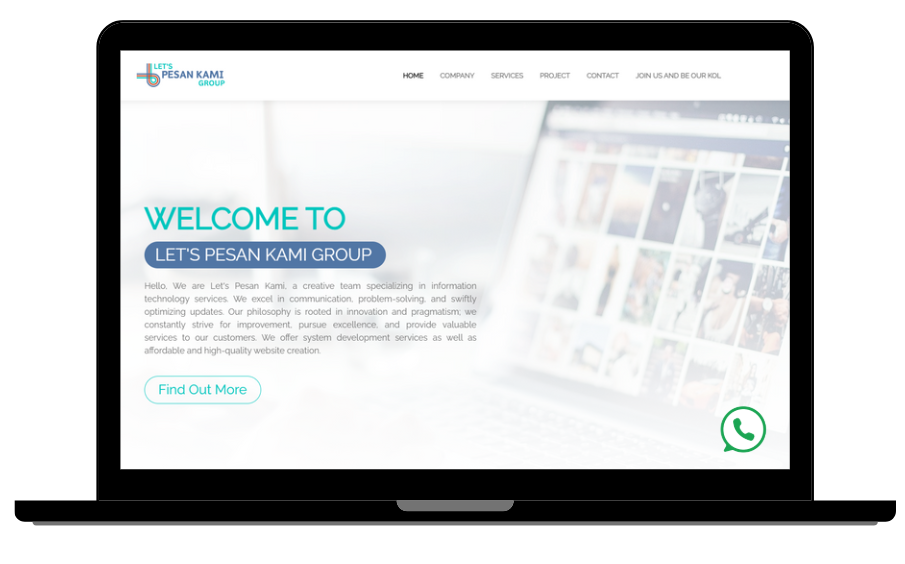 LET'S
PESAN KAMI
GROUP
HOME COMPANY SERVICES PROJECT CONTACT JOIN US AND BE OUR KOL
WELCOME TO
LET'S PESAN KAMI GROUP
Hello, We are Let's Pesan Kami, a creative team specializing in information
technology services. We excel in communication, problem-solving, and swiftly
optimizing updates. Our philosophy is rooted in innovation and pragmatism; we
constantly strive for improvement, pursue excellence, and provide valuable
services to our customers. We offer system development services as well as
affordable and high-quality website creation.
Find Out More